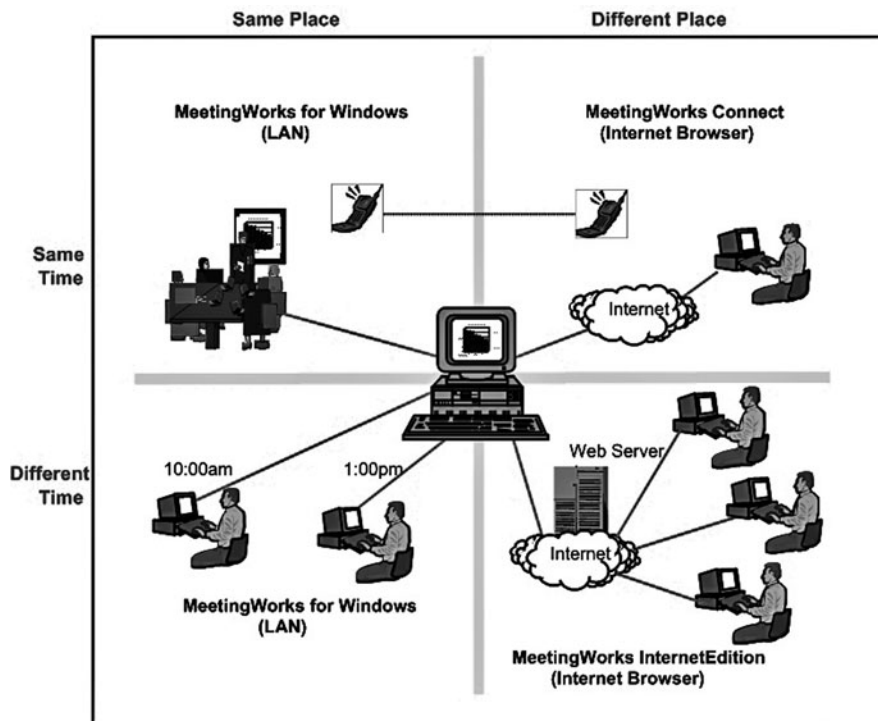 Same Place
Different Place
MeetingWorks for Windows
(LAN)
MeetingWorks Connect
(Internet Browser)
Same
Time
Internet
Different
Time
10:00am
1:00pm
Web Server
Internet
MeetingWorks for Windows
(LAN)
MeetingWorks InternetEdition
(Internet Browser)